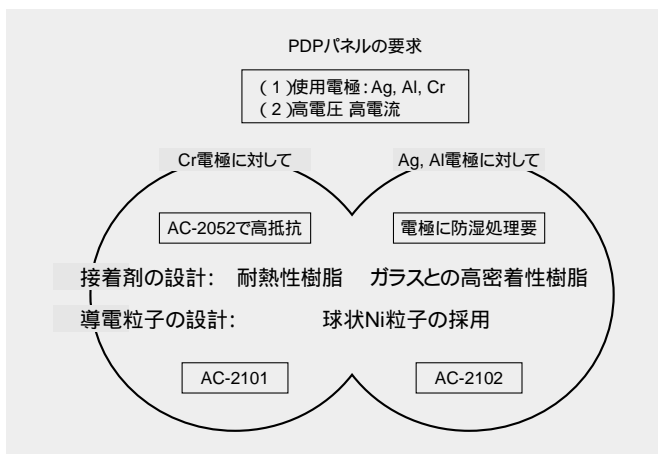 PDPパネルの要求
(1)使用電極:Ag, Al, Cr
(2)高電圧 高電流
Cr電極に対して
Ag, Al電極に対して
AC-2052で高抵抗
電極に防湿処理要
接着剤の設計: 耐熱性樹脂 ガラスとの高密着性樹脂
導電粒子の設計: 球状Ni粒子の採用
AC-2101
AC-2102